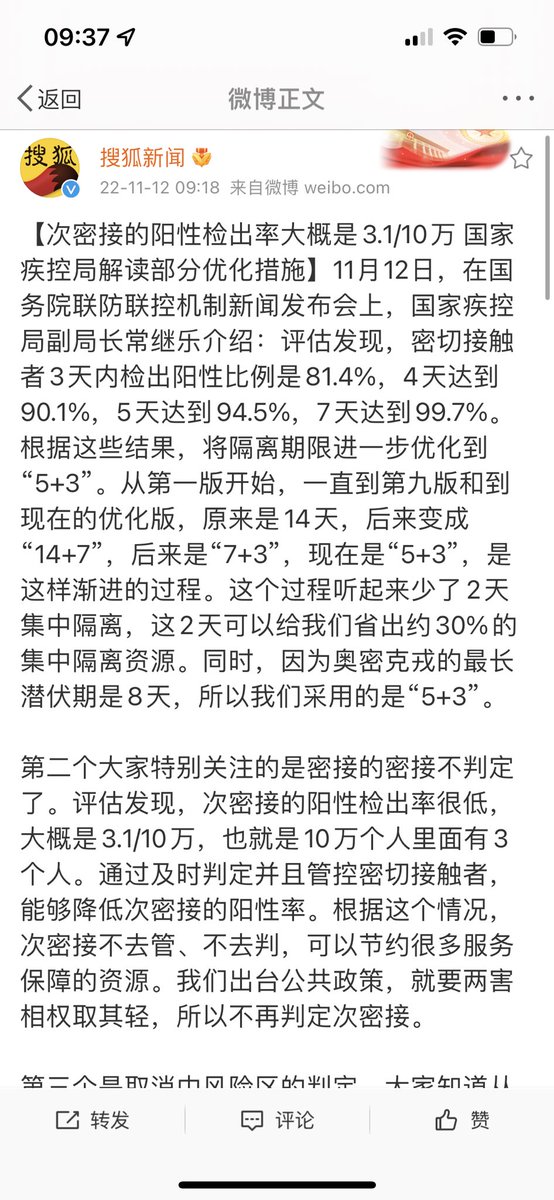 09:37
返回
微博正文
搜狐
搜狐新闻
22-11-12 09:18 来自微博 weibo.com
【次密接的阳性检出率大概是3.1/10万 国家
疾控局解读部分优化措施】11月12日，在国
务院联防联控机制新闻发布会上，国家疾控
局副局长常继乐介绍：评估发现，密切接触
者3天内检出阳性比例是81.4%，4天达到
90.1%，5天达到94.5%，7天达到99.7%。
根据这些结果，将隔离期限进一步优化到
“5+3”。从第一版开始，一直到第九版和到
现在的优化版，原来是14天，后来变成
“14+7”，后来是“7+3”，现在是“5+3”，是
这样渐进的过程。这个过程听起来少了2天
集中隔离，这2天可以给我们省出约30%的
集中隔离资源。同时，因为奥密克戎的最长
潜伏期是8天，所以我们采用的是“5+3”。
第二个大家特别关注的是密接的密接不判定
了。评估发现，次密接的阳性检出率很低，
大概是3.1/10万，也就是10万个人里面有3
个人。通过及时判定并且管控密切接触者，
能够降低次密接的阳性率。根据这个情况，
次密接不去管、不去判，可以节约很多服务
保障的资源。我们出台公共政策，就要两害
相权取其轻，所以不再判定次密接。
第三个是取消中风险区的判定。大家知道从
转发
评论
赞